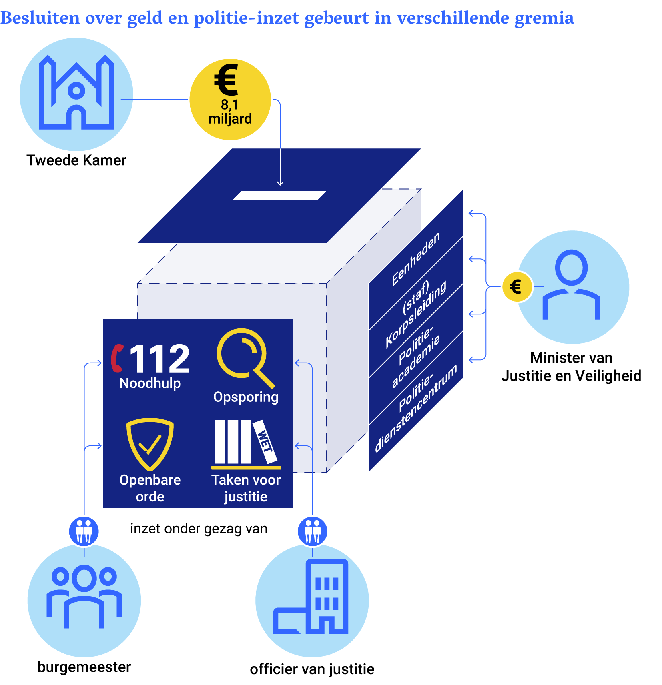 Besluiten over geld en politie-inzet gebeurt in verschillende gremia
€
8,1
miljard
Tweede Kamer
Eenheden
(staf)
Korpsleiding
Politie-
academie
Politie-
dienstencentrum
€
Minister van
Justitie en Veiligheid
112
Noodhulp
Opsporing
WET
Openbare
orde
Taken voor
justitie
inzet onder gezag van
burgemeester
officier van justitie